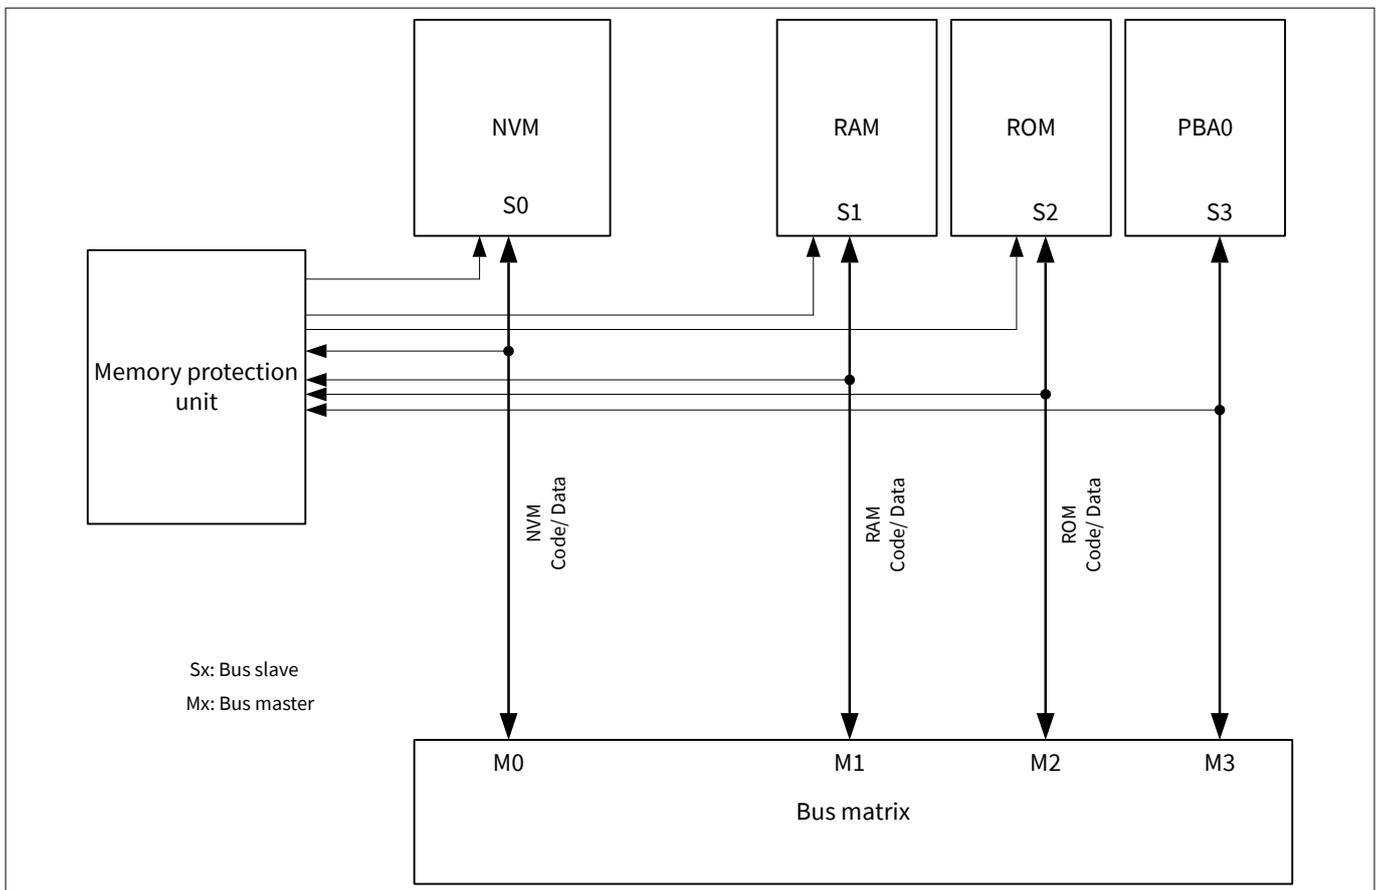 NVM
RAM
ROM
PBA0
S0
S1
S2
S3
Memory protection
unit
NVM
Code/ Data
RAM
Code/ Data
ROM
Code/ Data
Sx: Bus slave
Mx: Bus master
M0
M1
M2
M3
Bus matrix